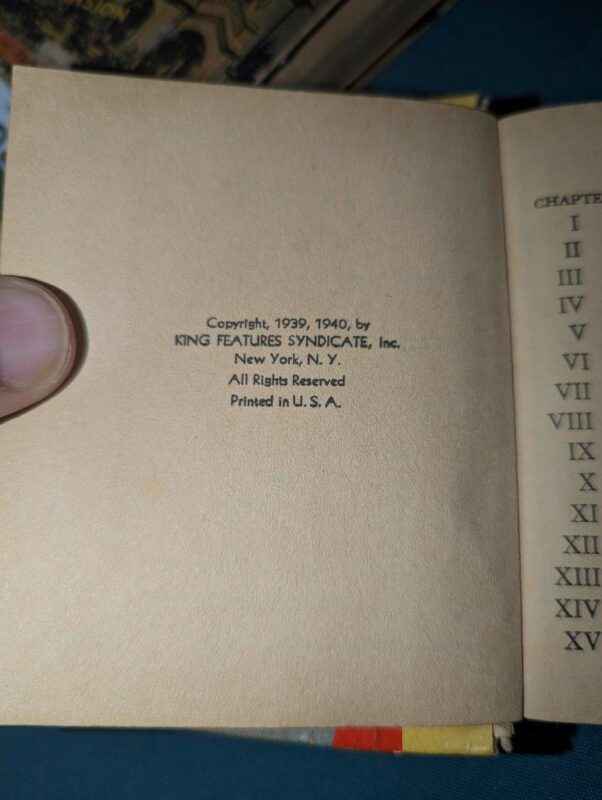 VISION
Copyright, 1939, 1940, by
KING FEATURES SYNDICATE, Inc.
New York, N. Y.
All Rights Reserved
Printed in U. S. A.
CHAPTE
I
II
III
IV
V
VI
VII
VIII
IX
X
XI
XII
XIII
XIV
XV